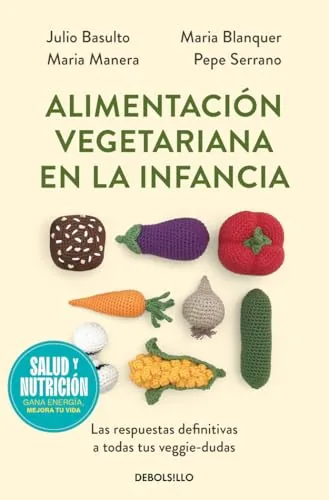 Julio Basulto
Maria Blanquer
Maria Manera
Pepe Serrano
ALIMENTACIÓN
VEGETARIANA
EN LA INFANCIA
SALUD Y
NUTRICIÓN
GANA ENERGÍA,
MEJORA TU VIDA
Las respuestas definitivas
a todas tus veggie-dudas
DEBOLSILLO